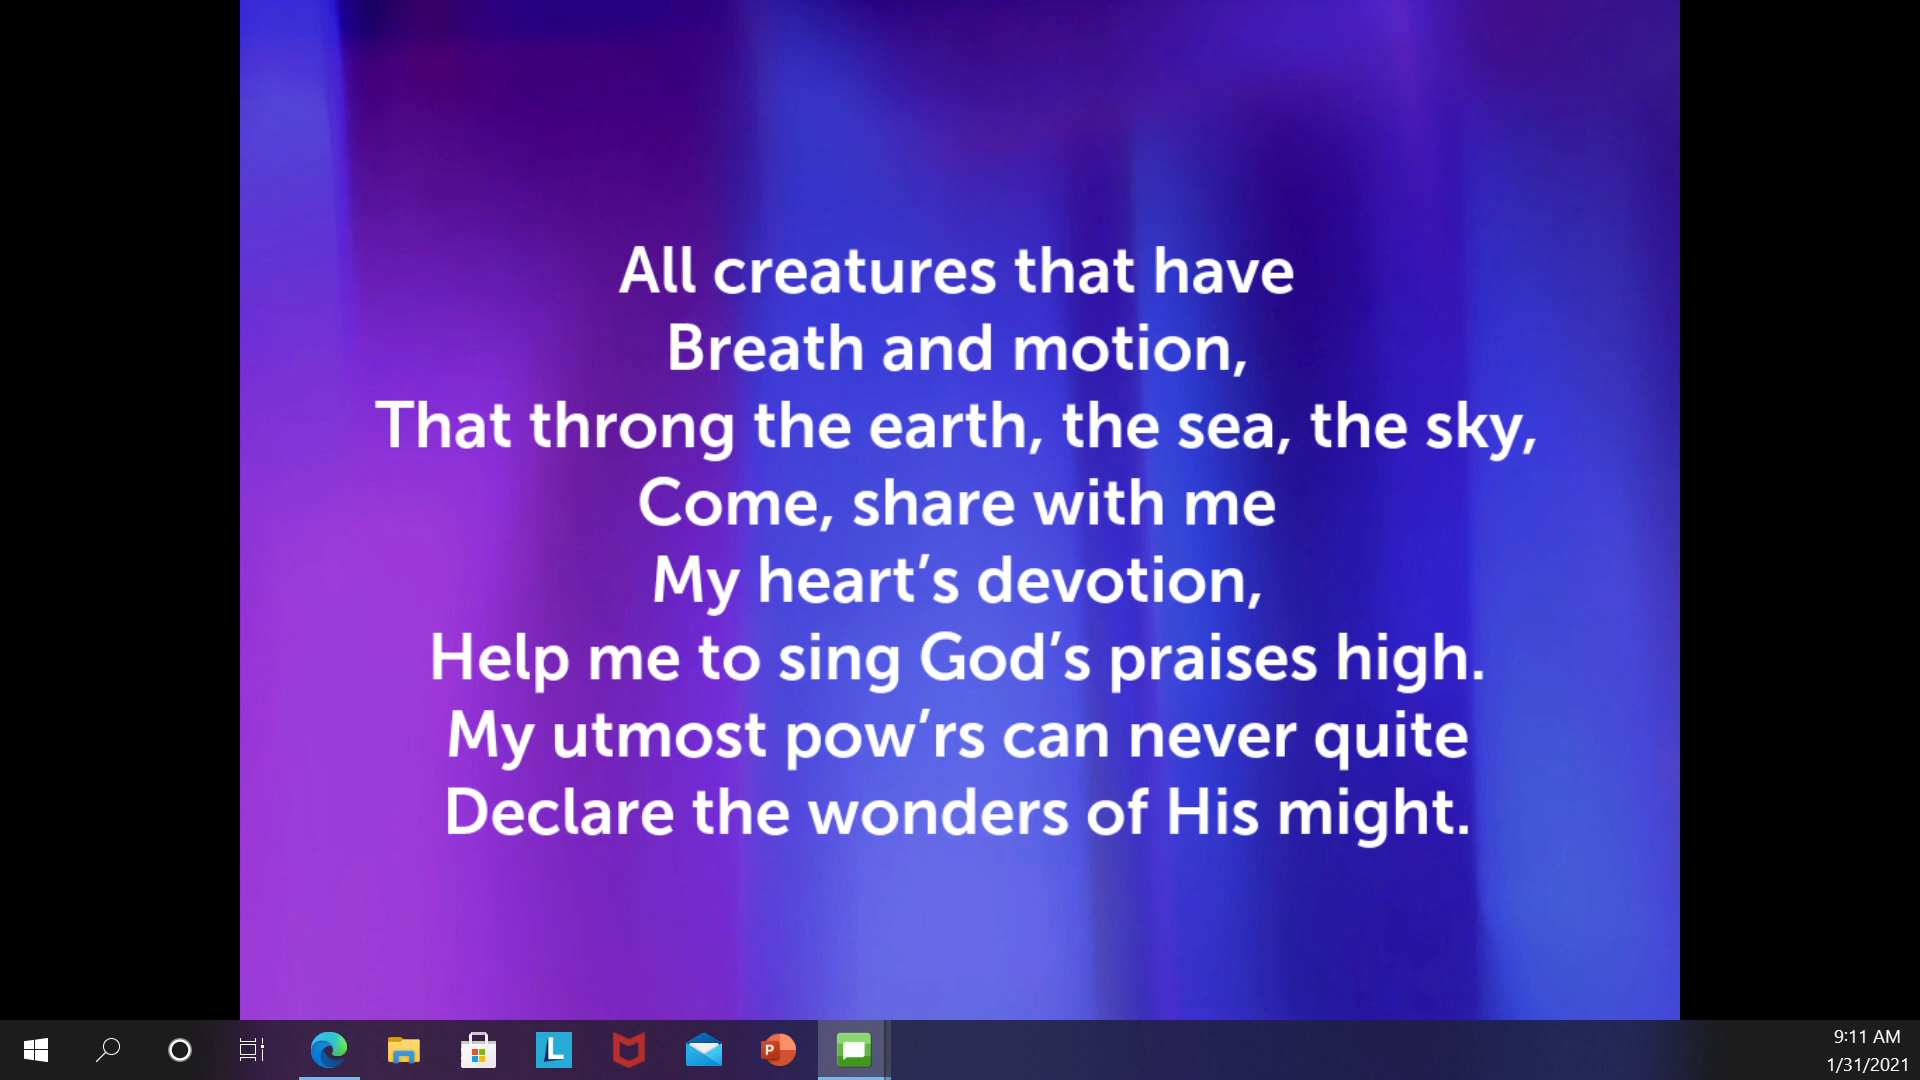 All creatures that have
Breath and motion,
That throng the earth, the sea, the sky,
Come, share with me
My heart’s devotion,
Help me to sing God’s praises high.
My utmost pow’rs can never quite
Declare the wonders of His might.
L
P
9:11 AM
1/31/2021